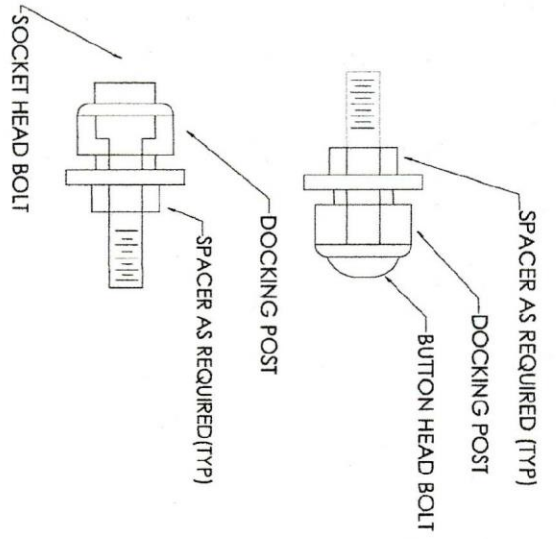 SPACER AS REQUIRED (TYP)
DOCKING POST
BUTTON HEAD BOLT
DOCKING POST
SPACER AS REQUIRED(TYP)
SOCKET HEAD BOLT